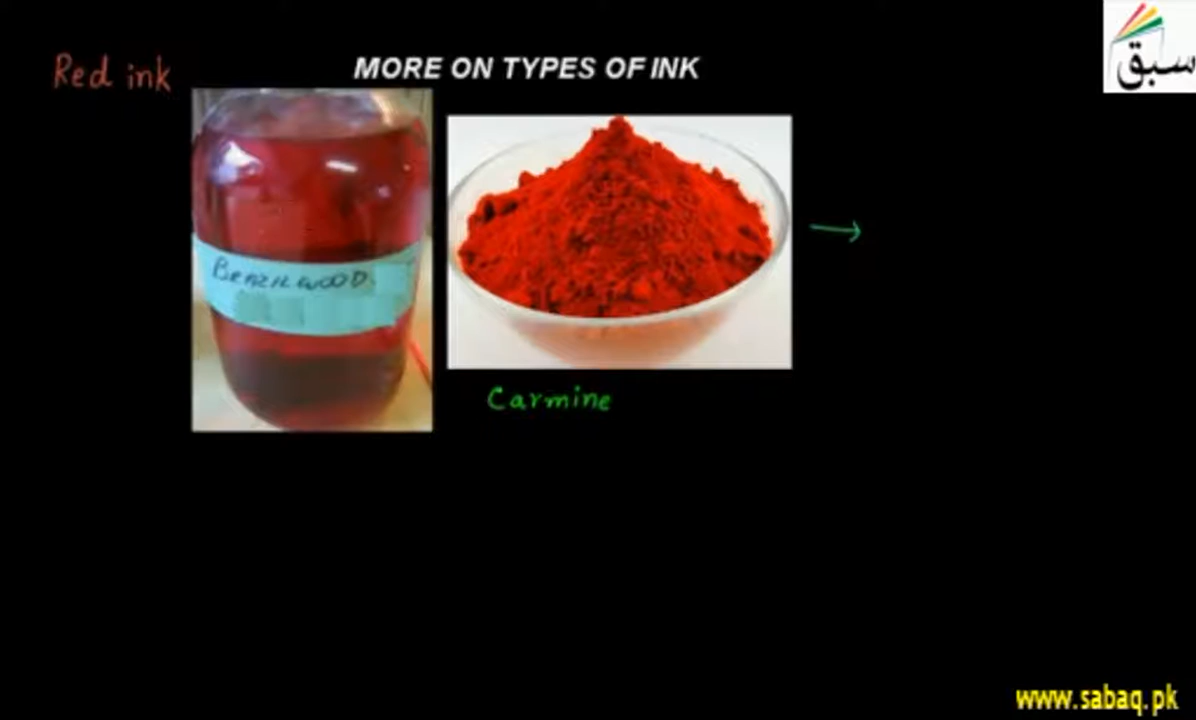 Red ink
MORE ON TYPES OF INK
سبق
BRAZILWOOD
Carmine
www.sabaq.pk